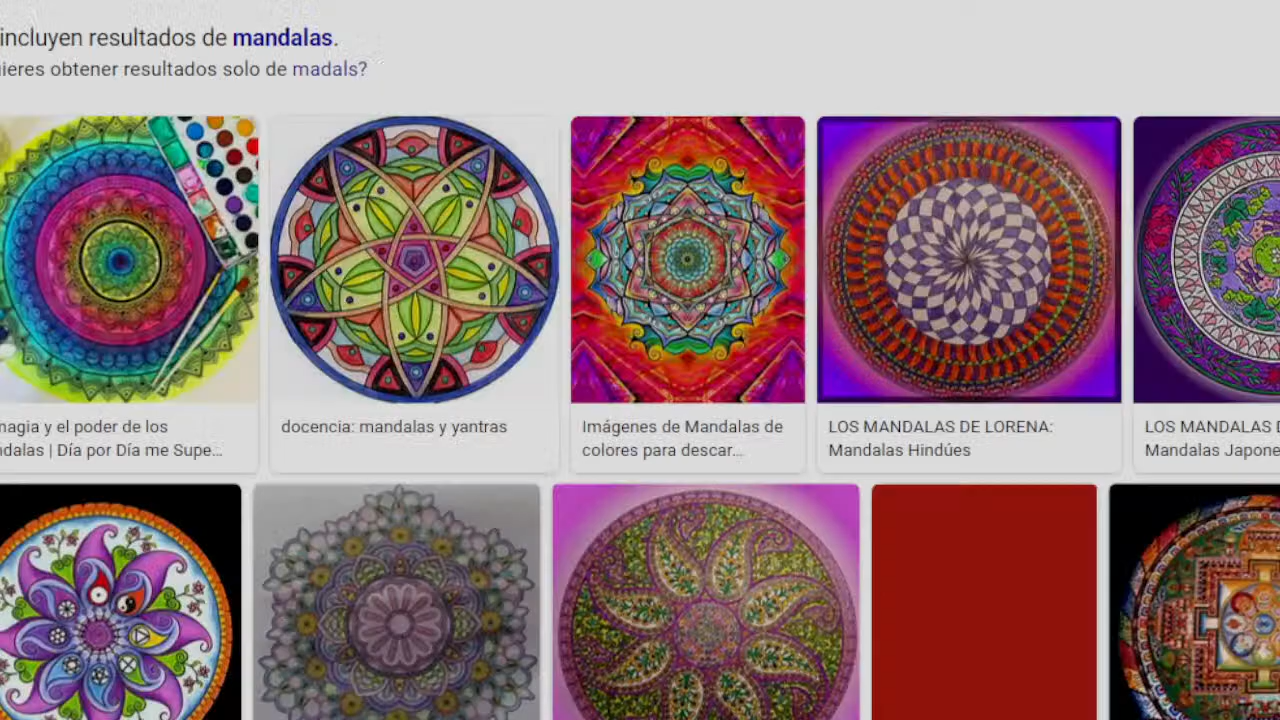 incluyen resultados de mandalas.
ieres obtener resultados solo de madals?
magia y el poder de los
ndalas | Día por Día me Supe...
docencia: mandalas y yantras
Imágenes de Mandalas de
colores para descar...
LOS MANDALAS DE LORENA:
Mandalas Hindúes
LOS MANDALAS D
Mandalas Japone